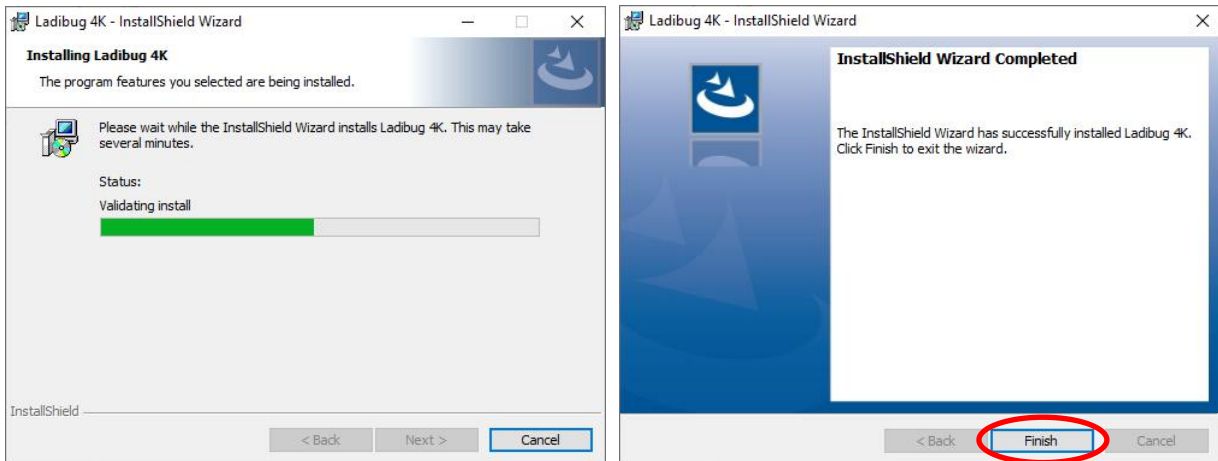 Ladibug 4K - InstallShield Wizard
Installing Ladibug 4K
The program features you selected are being installed.
Please wait while the InstallShield Wizard installs Ladibug 4K. This may take
several minutes.
Status:
Validating install
InstallShield
< Back
Next >
Cancel
Ladibug 4K - InstallShield Wizard
InstallShield Wizard Completed
The InstallShield Wizard has successfully installed Ladibug 4K.
Click Finish to exit the wizard.
< Back
Finish
Cancel